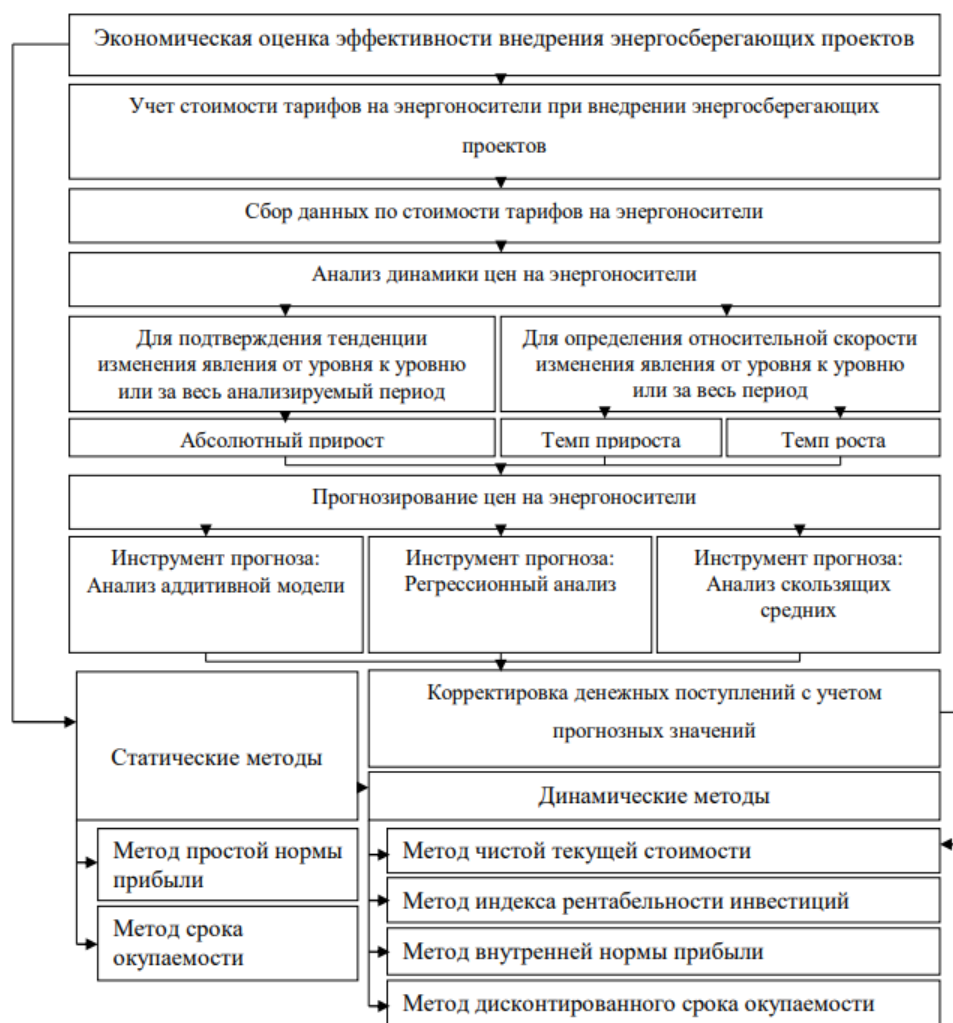 Экономическая оценка эффективности внедрения энергосберегающих проектов
Учет стоимости тарифов на энергоносители при внедрении энергосберегающих
проектов
Сбор данных по стоимости тарифов на энергоносители
Анализ динамики цен на энергоносители
Для подтверждения тенденции
изменения явления от уровня к уровню
или за весь анализируемый период
Для определения относительной скорости
изменения явления от уровня к уровню
или за весь период
Абсолютный прирост
Темп прироста
Темп роста
Прогнозирование цен на энергоносители
Инструмент прогноза:
Анализ аддитивной модели
Инструмент прогноза:
Регрессионный анализ
Инструмент прогноза:
Анализ скользящих
средних
Статические методы
Метод простой нормы
прибыли
Метод срока
окупаемости
Корректировка денежных поступлений с учетом
прогнозных значений
Динамические методы
Метод чистой текущей стоимости
Метод индекса рентабельности инвестиций
Метод внутренней нормы прибыли
Метод дисконтированного срока окупаемости